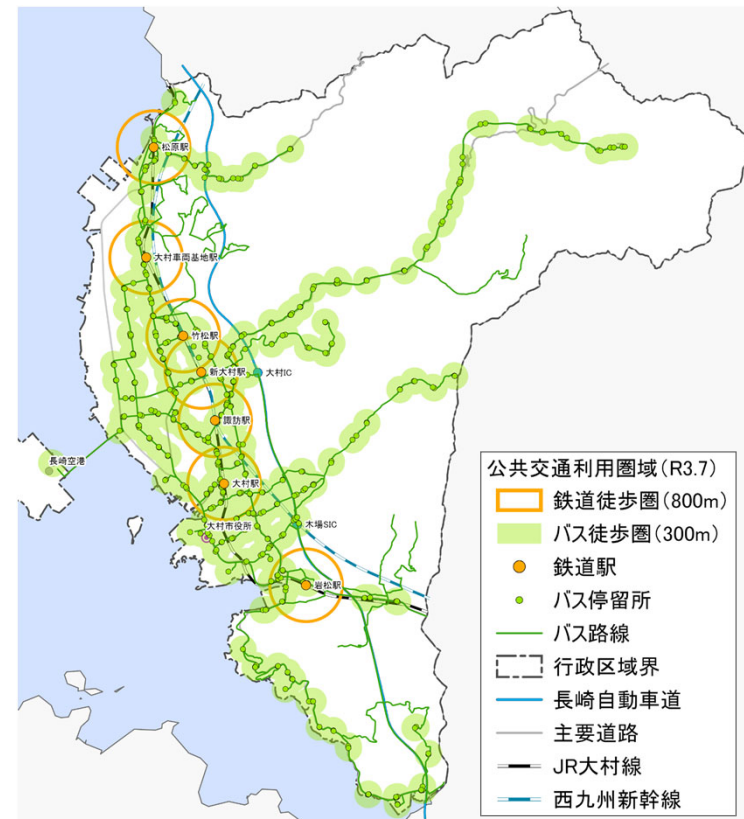 松原駅
大村車両基地駅
竹松駅
新大村駅
大村IC
諏訪駅
長崎空港
大村駅
大村市役所
木場SIC
岩松駅
公共交通利用圏域(R3.7)
鉄道徒歩圏(800m)
バス徒歩圏(300m)
鉄道駅
バス停留所
バス路線
行政区域界
長崎自動車道
主要道路
JR大村線
西九州新幹線